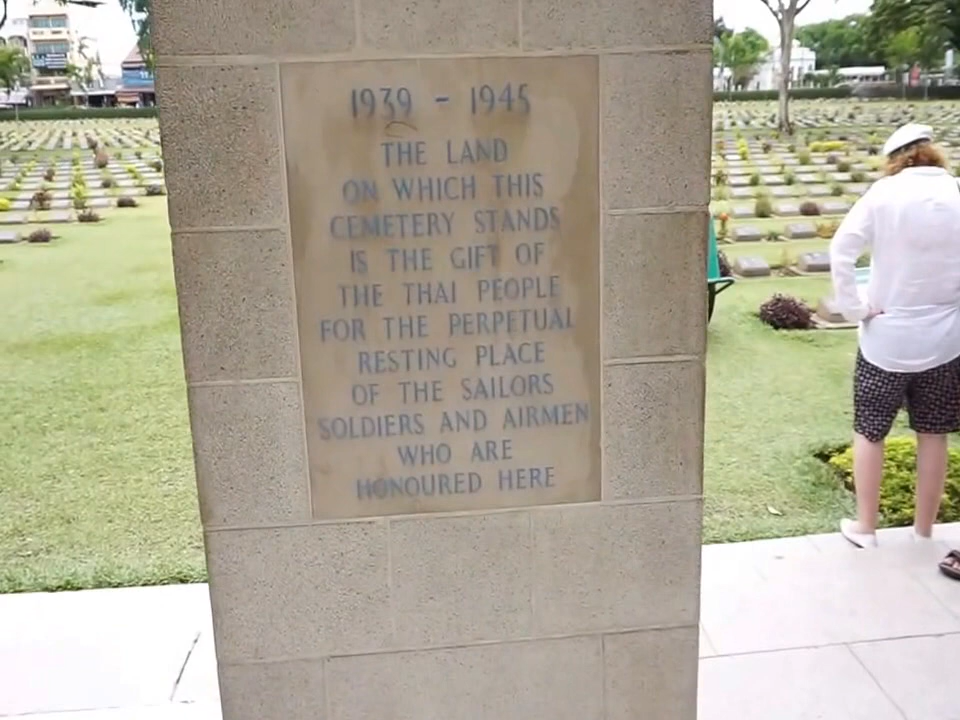 1939 - 1945
THE LAND
ON WHICH THIS
CEMETERY STANDS
IS THE GIFT OF
THE THAI PEOPLE
FOR THE PERPETUAL
RESTING PLACE
OF THE SAILORS
SOLDIERS AND AIRMEN
WHO ARE
HONOURED HERE